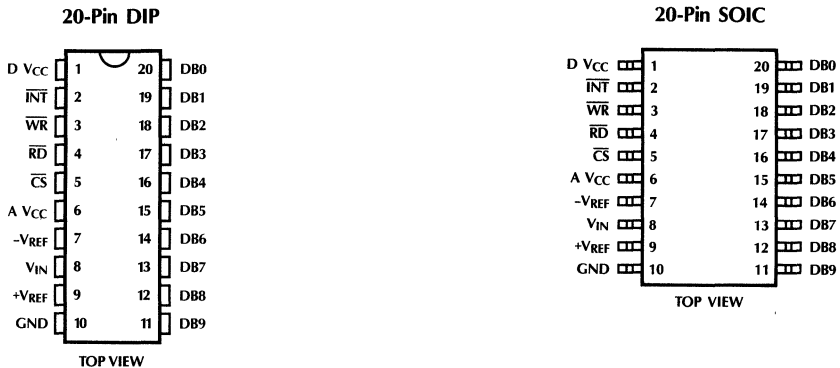 20-Pin DIP
D VCC 1 20 DB0
INT 2 19 DB1
WR 3 18 DB2
RD 4 17 DB3
CS 5 16 DB4
A VCC 6 15 DB5
–VREF 7 14 DB6
VIN 8 13 DB7
+VREF 9 12 DB8
GND 10 11 DB9
TOP VIEW
20-Pin SOIC
D VCC 1 20 DB0
INT 2 19 DB1
WR 3 18 DB2
RD 4 17 DB3
CS 5 16 DB4
A VCC 6 15 DB5
–VREF 7 14 DB6
VIN 8 13 DB7
+VREF 9 12 DB8
GND 10 11 DB9
TOP VIEW